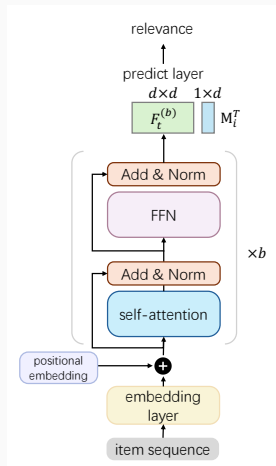 relevance
predict layer
d×d 1×d
F_t^{(b)} M_i^T
Add & Norm
FFN
Add & Norm
×b
self-attention
positional
embedding
+
embedding
layer
item sequence